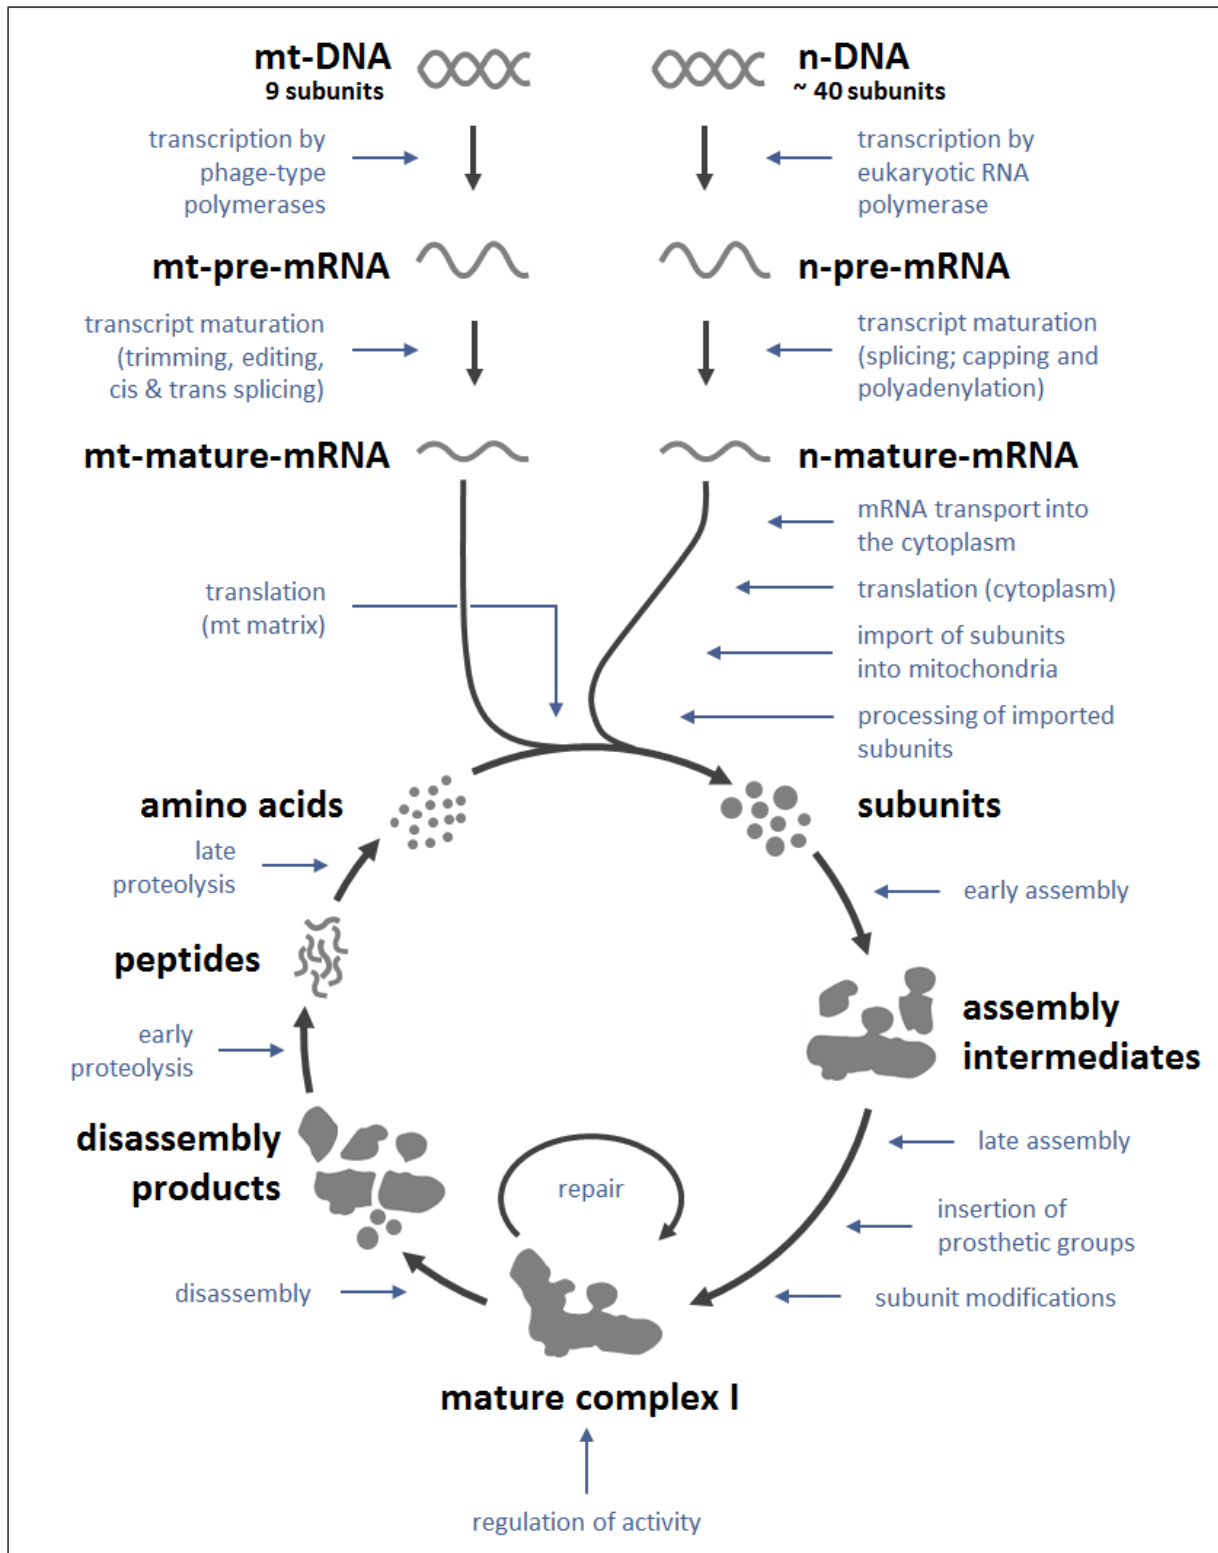 mt-DNA
9 subunits
n-DNA
~ 40 subunits
transcription by
phage-type
polymerases
transcription by
eukaryotic RNA
polymerase
mt-pre-mRNA
n-pre-mRNA
transcript maturation
(trimming, editing,
cis & trans splicing)
transcript maturation
(splicing; capping and
polyadenylation)
mt-mature-mRNA
n-mature-mRNA
mRNA transport into
the cytoplasm
translation
(mt matrix)
translation (cytoplasm)
import of subunits
into mitochondria
processing of imported
subunits
amino acids
subunits
late
proteolysis
early assembly
peptides
assembly
intermediates
early
proteolysis
disassembly
products
late assembly
repair
insertion of
prosthetic groups
disassembly
subunit modifications
mature complex I
regulation of activity